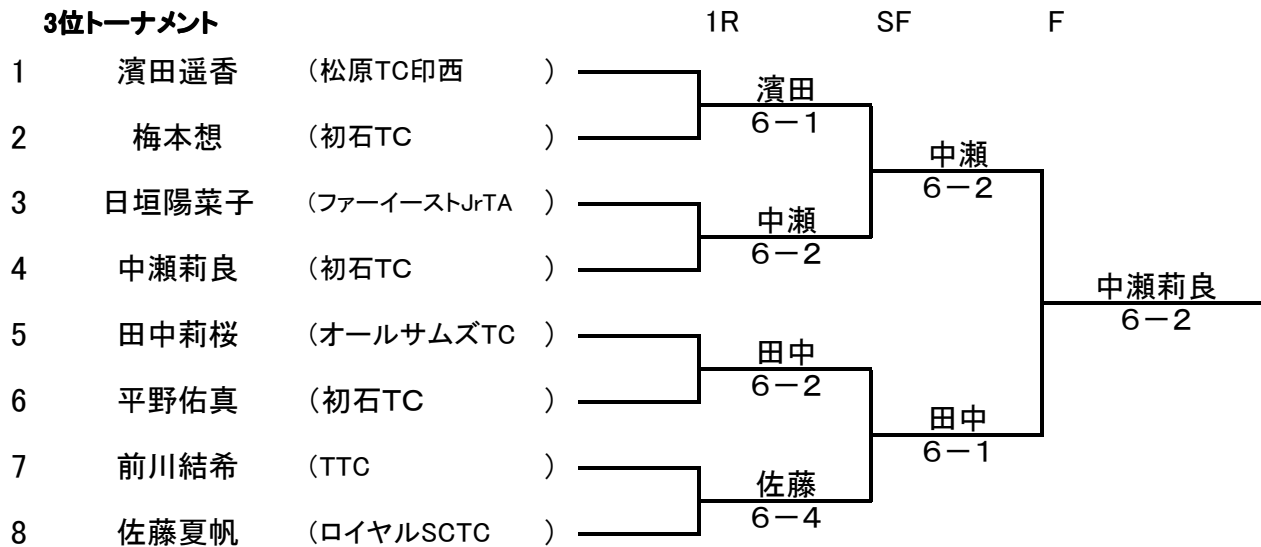 3位トーナメント 1R SF F
1 濱田遥香 (松原TC印西 )
濱田
6－1
2 梅本想 (初石TC )
中瀬
6－2
3 日垣陽菜子 (ファーイーストJrTA )
中瀬
6－2
4 中瀬莉良 (初石TC )
中瀬莉良
6－2
5 田中莉桜 (オールサムズTC )
田中
6－2
6 平野佑真 (初石TC )
田中
6－1
7 前川結希 (TTC )
佐藤
6－4
8 佐藤夏帆 (ロイヤルSCTC )